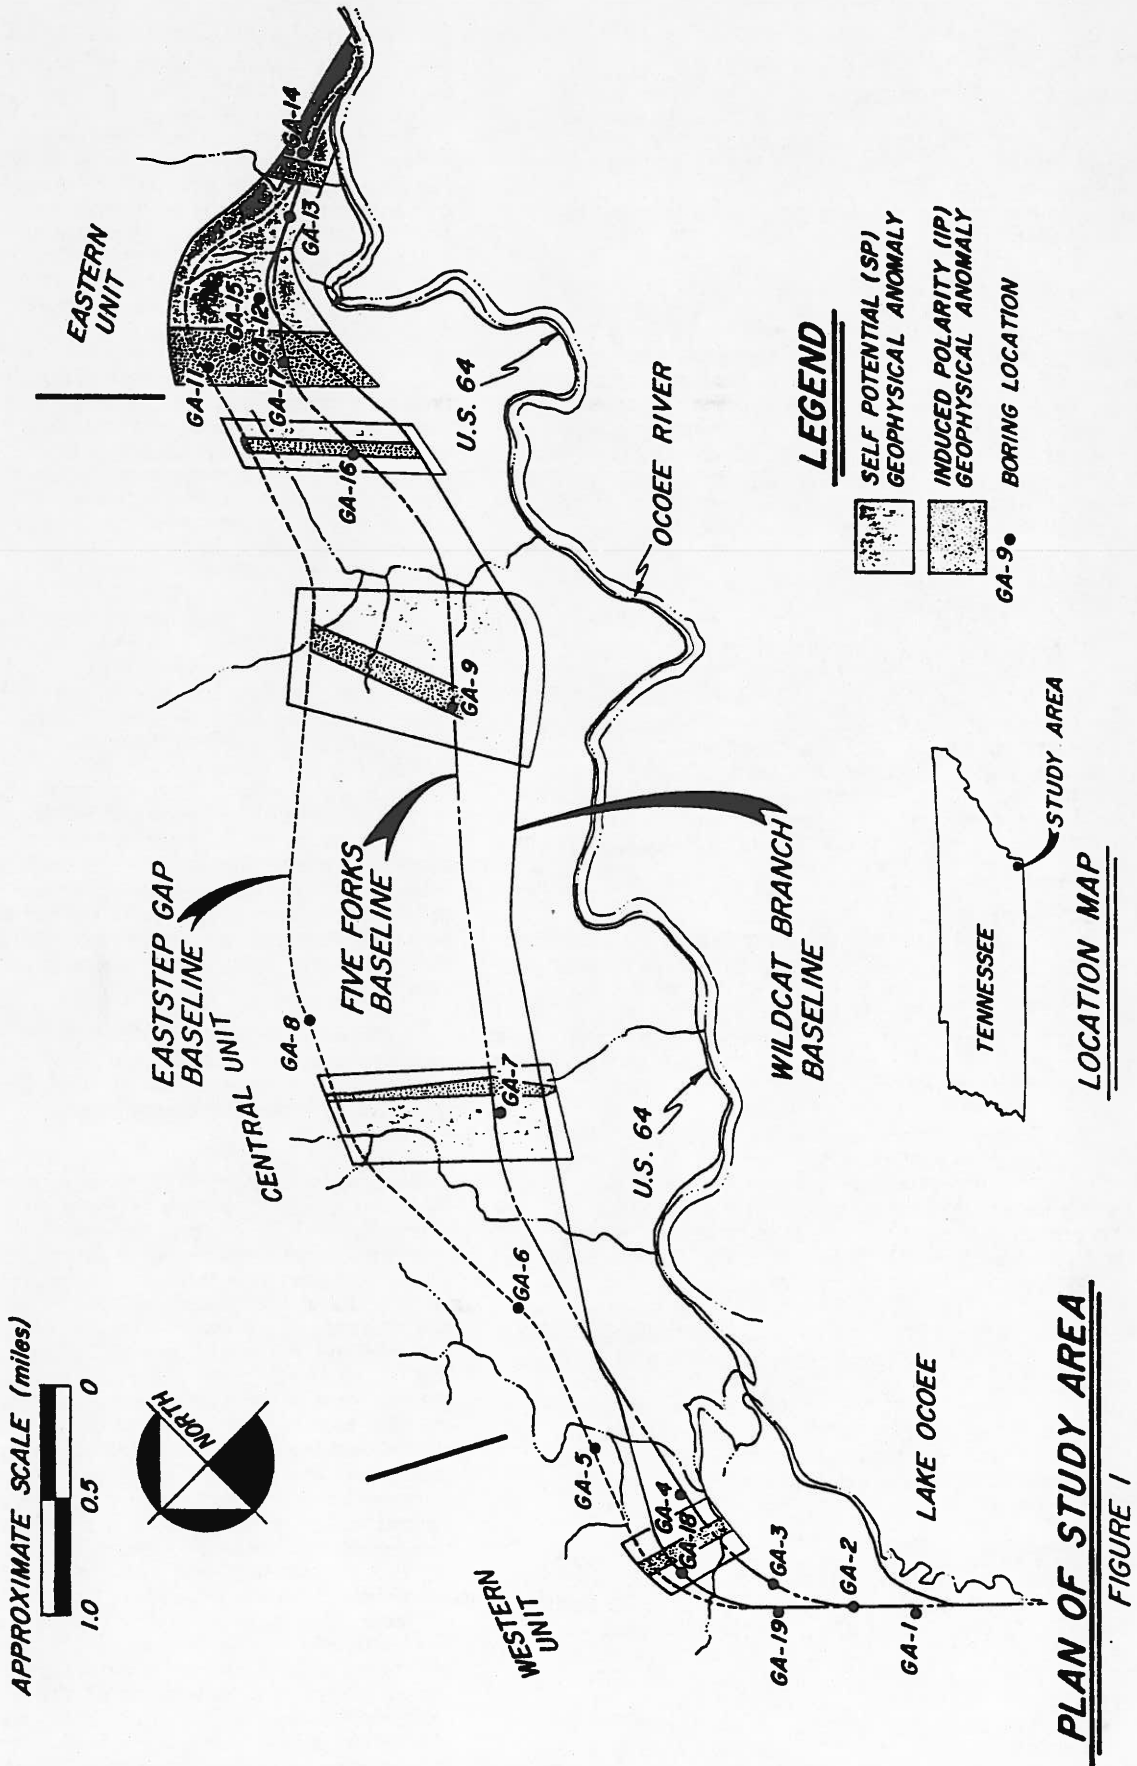 APPROXIMATE SCALE (miles)
1.0
0.5
0
NORTH
WESTERN
UNIT
CENTRAL UNIT
EASTERN
UNIT
EASTSTEP GAP
BASELINE
FIVE FORKS
BASELINE
WILDCAT BRANCH
BASELINE
GA-1
GA-2
GA-19
GA-3
GA-18
GA-4
GA-5
GA-6
GA-7
GA-8
GA-9
GA-16
GA-11
GA-17
GA-12
GA-15
GA-13
GA-14
U.S. 64
U.S. 64
OCOEE RIVER
LAKE OCOEE
LEGEND
SELF POTENTIAL (SP)
GEOPHYSICAL ANOMALY
INDUCED POLARITY (IP)
GEOPHYSICAL ANOMALY
GA-9
BORING LOCATION
TENNESSEE
STUDY AREA
LOCATION MAP
PLAN OF STUDY AREA
FIGURE 1